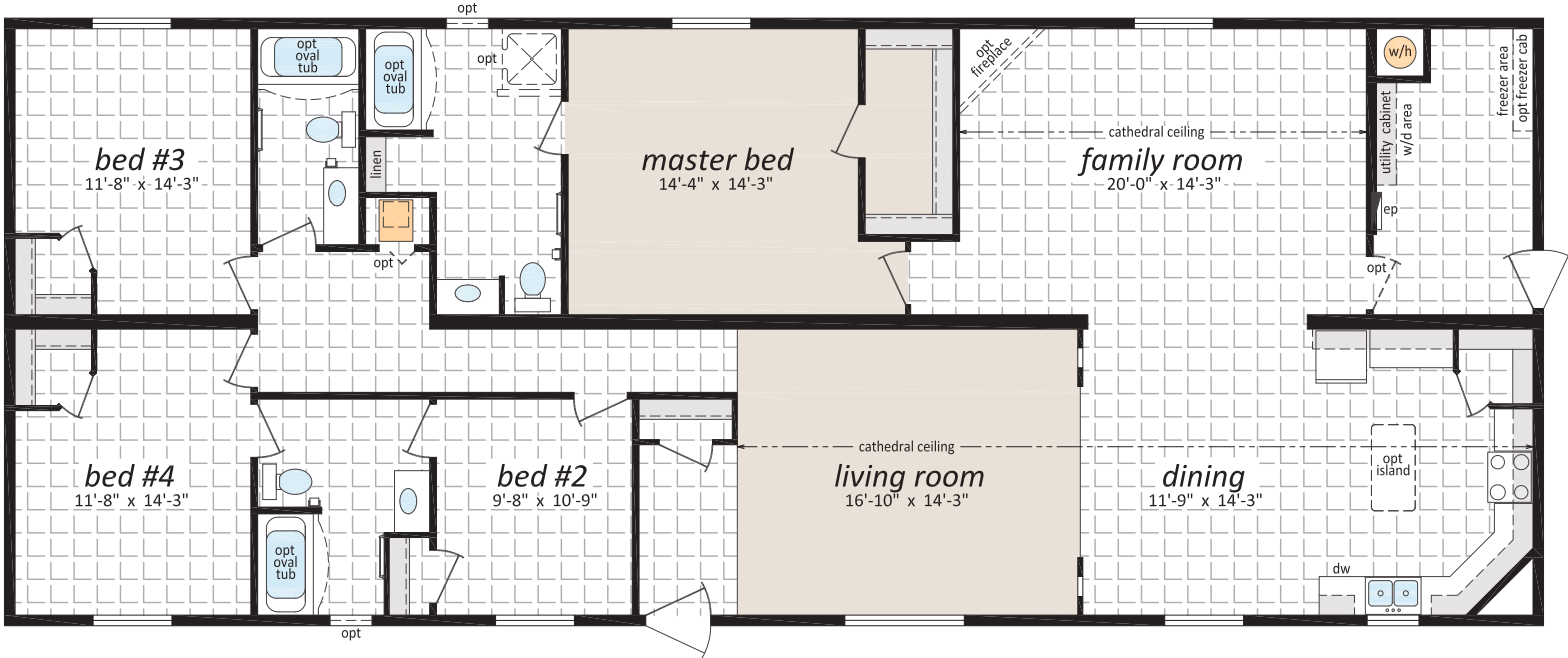 opt
opt
oval
tub
opt
oval
tub
opt
opt
fireplace
w/h
freezer area
opt freezer cab
utility cabinet
w/d area
cathedral ceiling
linen
bed #3
11'-8" x 14'-3"
master bed
14'-4" x 14'-3"
family room
20'-0" x 14'-3"
ep
opt
opt
cathedral ceiling
opt
island
bed #4
11'-8" x 14'-3"
bed #2
9'-8" x 10'-9"
living room
16'-10" x 14'-3"
dining
11'-9" x 14'-3"
opt
oval
tub
dw
opt